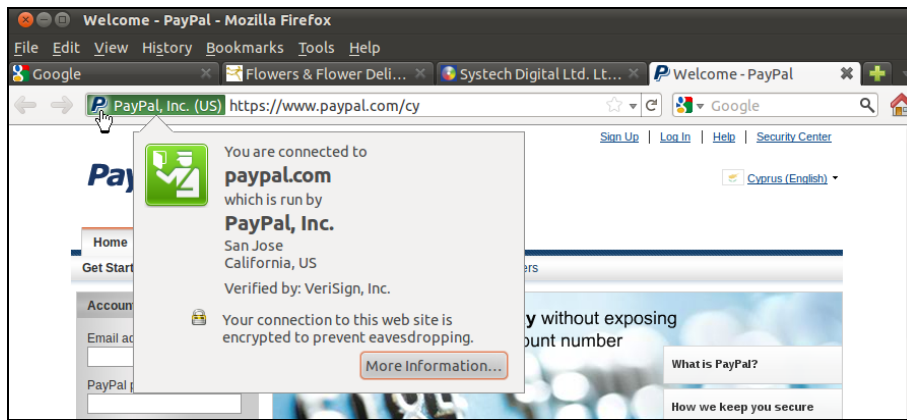 Welcome - PayPal - Mozilla Firefox
File Edit View History Bookmarks Tools Help
Google Flowers & Flower Deli... Systech Digital Ltd. Lt... Welcome - PayPal
PayPal, Inc. (US) https://www.paypal.com/cy Google
Sign Up | Log In | Help | Security Center
You are connected to
Pay paypal.com Cyprus (English)
which is run by
PayPal, Inc.
Home San Jose
California, US
Get Start ers
Verified by: VeriSign, Inc.
Accoun
Your connection to this web site is y without exposing
Email ad encrypted to prevent eavesdropping. ount number
More Information... What is PayPal?
PayPal p
How we keep you secure